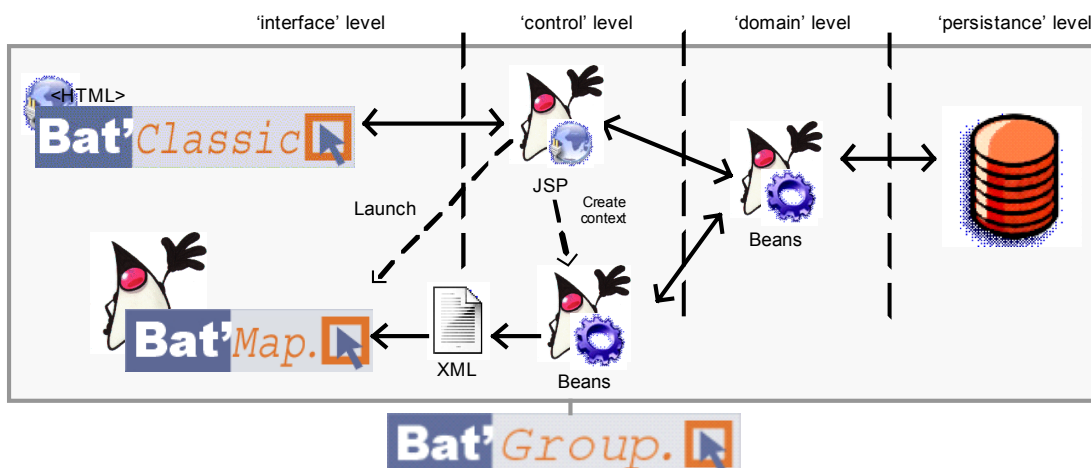 ‘interface’ level
‘control’ level
‘domain’ level
‘persistance’ level
<HTML>
Bat’Classic
JSP
Launch
Create
context
Beans
Bat’Map.
XML
Beans
Bat’Group.